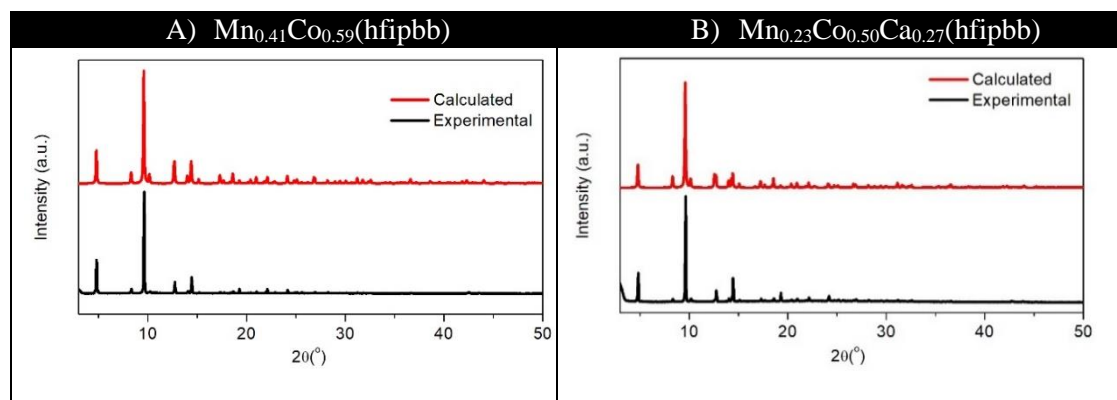 A) Mn₀.₄₁Co₀.₅₉(hfipbb)
Calculated
Experimental
Intensity (a.u.)
10 20 30 40 50
2θ(°)
B) Mn₀.₂₃Co₀.₅₀Ca₀.₂₇(hfipbb)
Calculated
Experimental
Intensity (a.u.)
10 20 30 40 50
2θ(°)